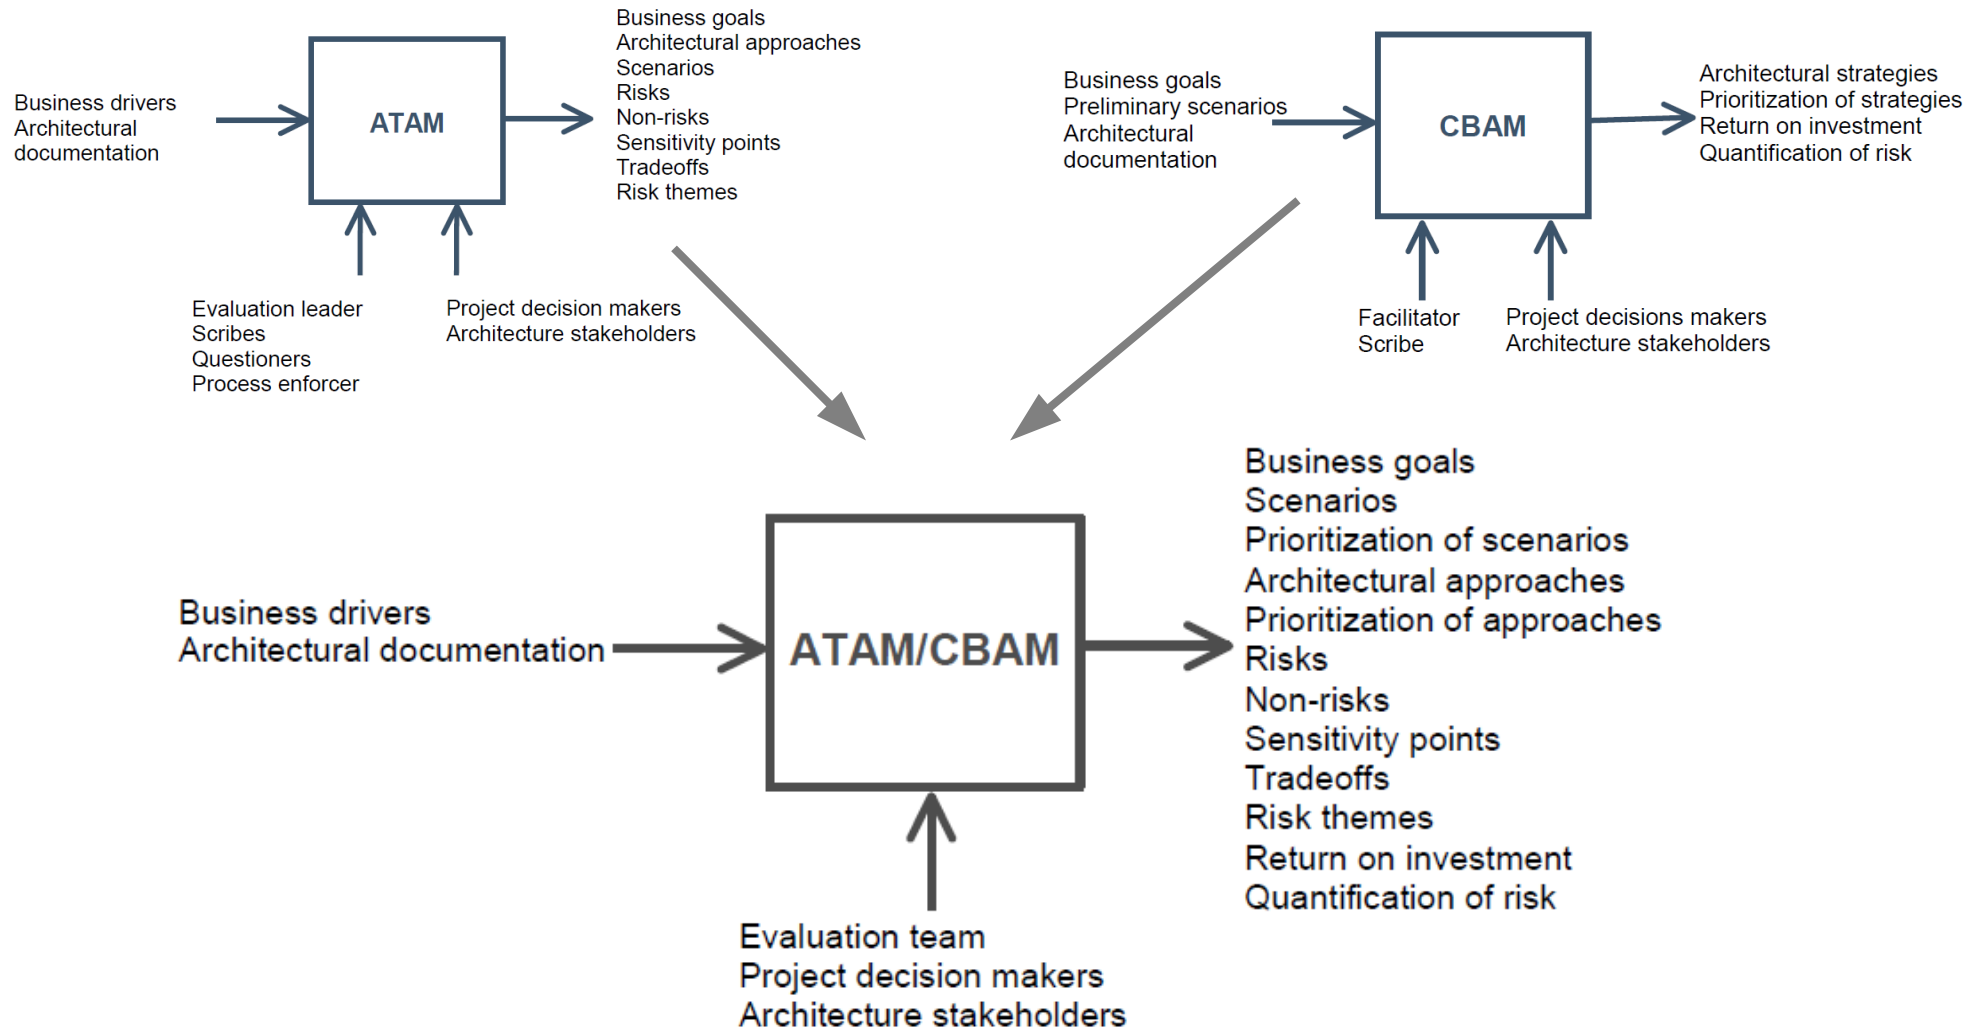 Business drivers
Architectural
documentation
ATAM
Business goals
Architectural approaches
Scenarios
Risks
Non-risks
Sensitivity points
Tradeoffs
Risk themes
Evaluation leader
Scribes
Questioners
Process enforcer
Project decision makers
Architecture stakeholders
Business goals
Preliminary scenarios
Architectural
documentation
CBAM
Architectural strategies
Prioritization of strategies
Return on investment
Quantification of risk
Facilitator
Scribe
Project decisions makers
Architecture stakeholders
Business drivers
Architectural documentation
ATAM/CBAM
Business goals
Scenarios
Prioritization of scenarios
Architectural approaches
Prioritization of approaches
Risks
Non-risks
Sensitivity points
Tradeoffs
Risk themes
Return on investment
Quantification of risk
Evaluation team
Project decision makers
Architecture stakeholders